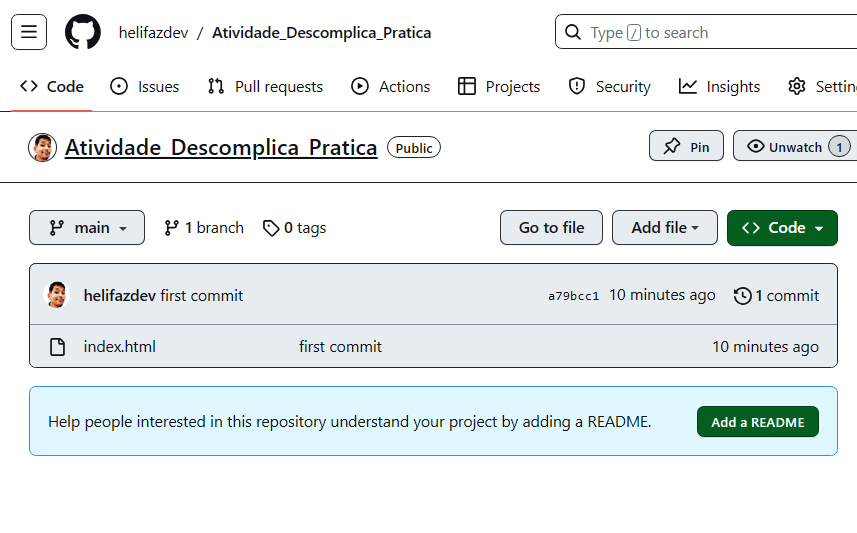 helifazdev / Atividade_Descomplica_Pratica Type / to search
Code Issues Pull requests Actions Projects Security Insights Settin
Atividade_Descomplica_Pratica Public Pin Unwatch 1
main 1 branch 0 tags Go to file Add file Code
helifazdev first commit a79bcc1 10 minutes ago 1 commit
index.html first commit 10 minutes ago
Help people interested in this repository understand your project by adding a README. Add a README